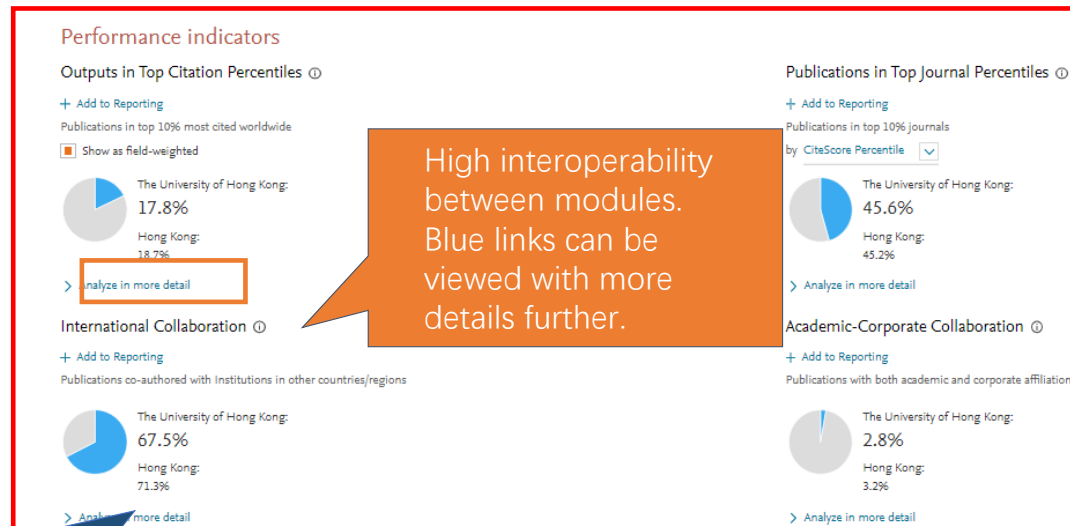 Performance indicators
Outputs in Top Citation Percentiles ⓘ
+ Add to Reporting
Publications in top 10% most cited worldwide
Show as field-weighted
The University of Hong Kong:
17.8%
Hong Kong:
18.7%
> Analyze in more detail
High interoperability
between modules.
Blue links can be
viewed with more
details further.
Publications in Top Journal Percentiles ⓘ
+ Add to Reporting
Publications in top 10% journals
by CiteScore Percentile
The University of Hong Kong:
45.6%
Hong Kong:
45.2%
> Analyze in more detail
International Collaboration ⓘ
+ Add to Reporting
Publications co-authored with Institutions in other countries/regions
The University of Hong Kong:
67.5%
Hong Kong:
71.3%
> Analyze in more detail
Academic-Corporate Collaboration ⓘ
+ Add to Reporting
Publications with both academic and corporate affiliation
The University of Hong Kong:
2.8%
Hong Kong:
3.2%
> Analyze in more detail